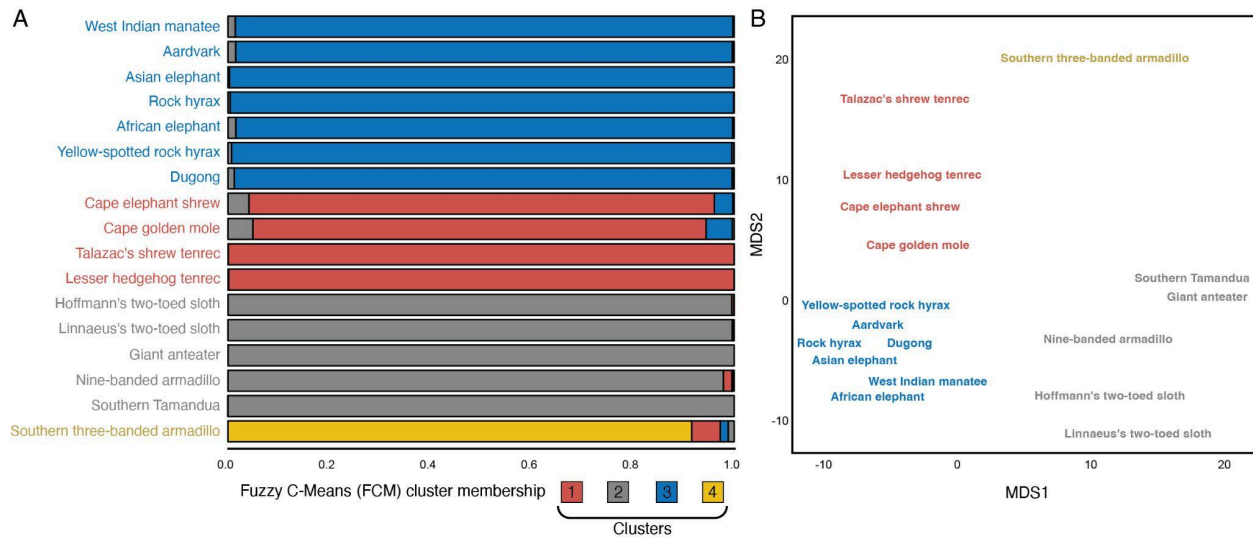 A
West Indian manatee
Aardvark
Asian elephant
Rock hyrax
African elephant
Yellow-spotted rock hyrax
Dugong
Cape elephant shrew
Cape golden mole
Talazac's shrew tenrec
Lesser hedgehog tenrec
Hoffmann's two-toed sloth
Linnaeus's two-toed sloth
Giant anteater
Nine-banded armadillo
Southern Tamandua
Southern three-banded armadillo
0.0 0.2 0.4 0.6 0.8 1.0
Fuzzy C-Means (FCM) cluster membership 1 2 3 4
Clusters
B
MDS2
20
10
0
-10
Southern three-banded armadillo
Talazac's shrew tenrec
Lesser hedgehog tenrec
Cape elephant shrew
Cape golden mole
Southern Tamandua
Giant anteater
Yellow-spotted rock hyrax
Aardvark
Nine-banded armadillo
Rock hyrax Dugong
Asian elephant
West Indian manatee
African elephant Hoffmann's two-toed sloth
Linnaeus's two-toed sloth
-10 0 10 20
MDS1